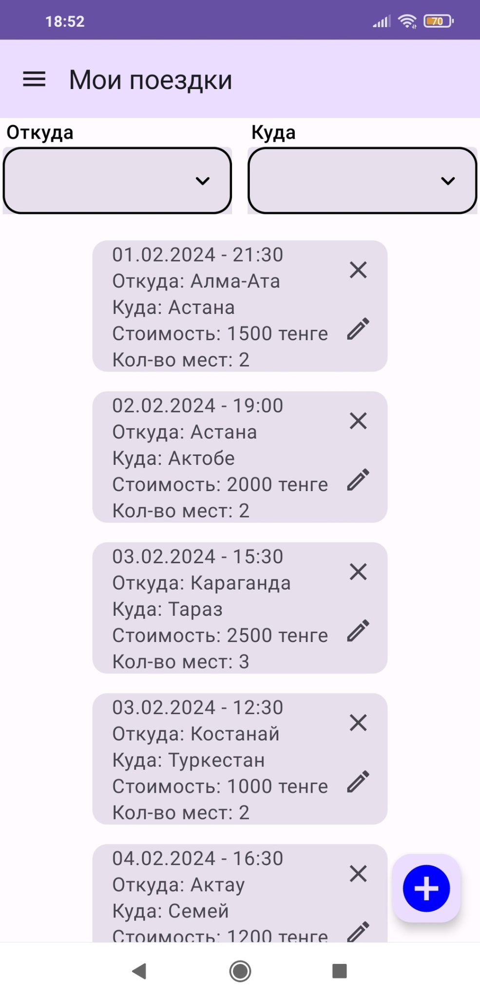 18:52
70
Мои поездки
Откуда
Куда
01.02.2024 - 21:30
Откуда: Алма-Ата
Куда: Астана
Стоимость: 1500 тенге
Кол-во мест: 2
02.02.2024 - 19:00
Откуда: Астана
Куда: Актобе
Стоимость: 2000 тенге
Кол-во мест: 2
03.02.2024 - 15:30
Откуда: Караганда
Куда: Тараз
Стоимость: 2500 тенге
Кол-во мест: 3
03.02.2024 - 12:30
Откуда: Костанай
Куда: Туркестан
Стоимость: 1000 тенге
Кол-во мест: 2
04.02.2024 - 16:30
Откуда: Актау
Куда: Семей
Стоимость: 1200 тенге